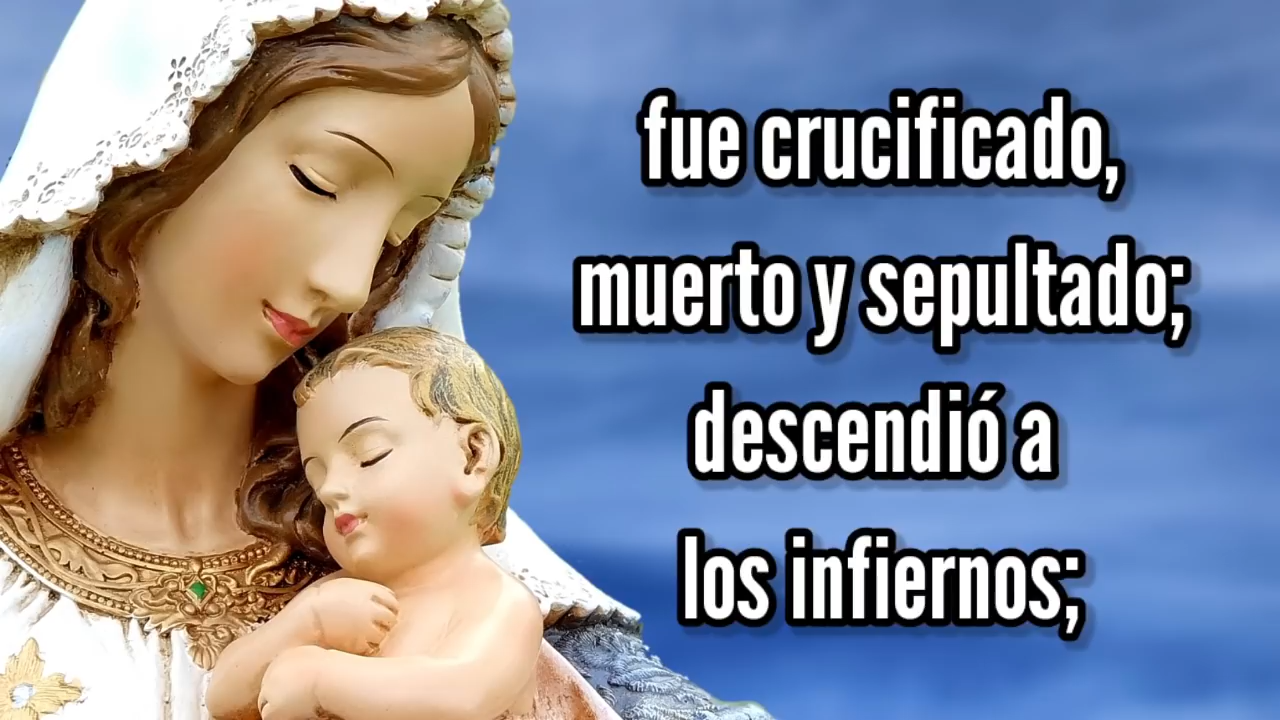 fue crucificado,
muerto y sepultado;
descendió a
los infiernos;